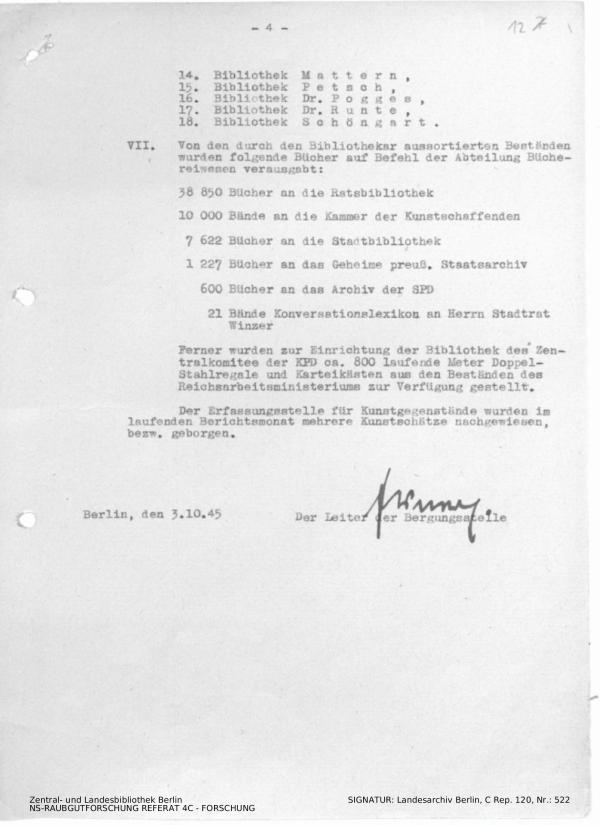 - 4 -
14. Bibliothek Mattern,
15. Bibliothek Petsch,
16. Bibliothek Dr. Pogges,
17. Bibliothek Dr. Runte,
18. Bibliothek Schöngart.
VII. Von den durch den Bibliothekar aussortierten Beständen
wurden folgende Bücher auf Befehl der Abteilung Büche-
reiwesen verausgabt:
38 850 Bücher an die Ratsbibliothek
10 000 Bände an die Kammer der Kunstschaffenden
7 622 Bücher an die Stadtbibliothek
1 227 Bücher an das Geheime preuß. Staatsarchiv
600 Bücher an das Archiv der SPD
21 Bände Konversationslexikon an Herrn Stadtrat
Winzer
Ferner wurden zur Einrichtung der Bibliothek des Zen-
tralkomitee der KPD ca. 800 laufende Meter Doppel-
Stahlregale und Karteikästen aus den Beständen des
Reichsarbeitsministeriums zur Verfügung gestellt.
Der Erfassungsstelle für Kunstgegenstände wurden im
laufenden Berichtsmonat mehrere Kunstschätze nachgewiesen,
bezw. geborgen.
Berlin, den 3.10.45 Der Leiter der Bergungsstelle
Zentral- und Landesbibliothek Berlin
NS-RAUBGUTFORSCHUNG REFERAT 4C - FORSCHUNG
SIGNATUR: Landesarchiv Berlin, C Rep. 120, Nr.: 522